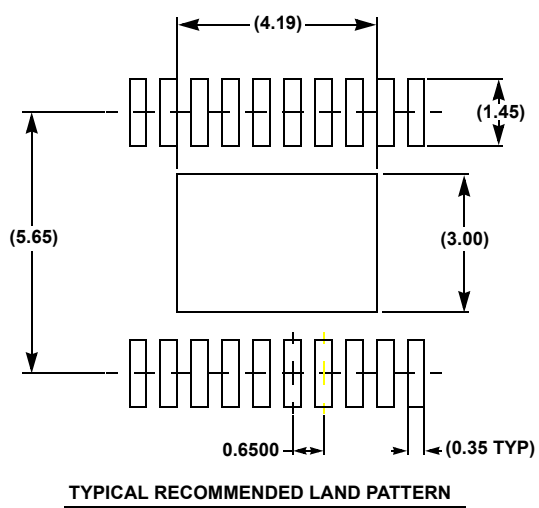 (4.19)
(1.45)
(5.65)
(3.00)
0.6500
(0.35 TYP)
TYPICAL RECOMMENDED LAND PATTERN